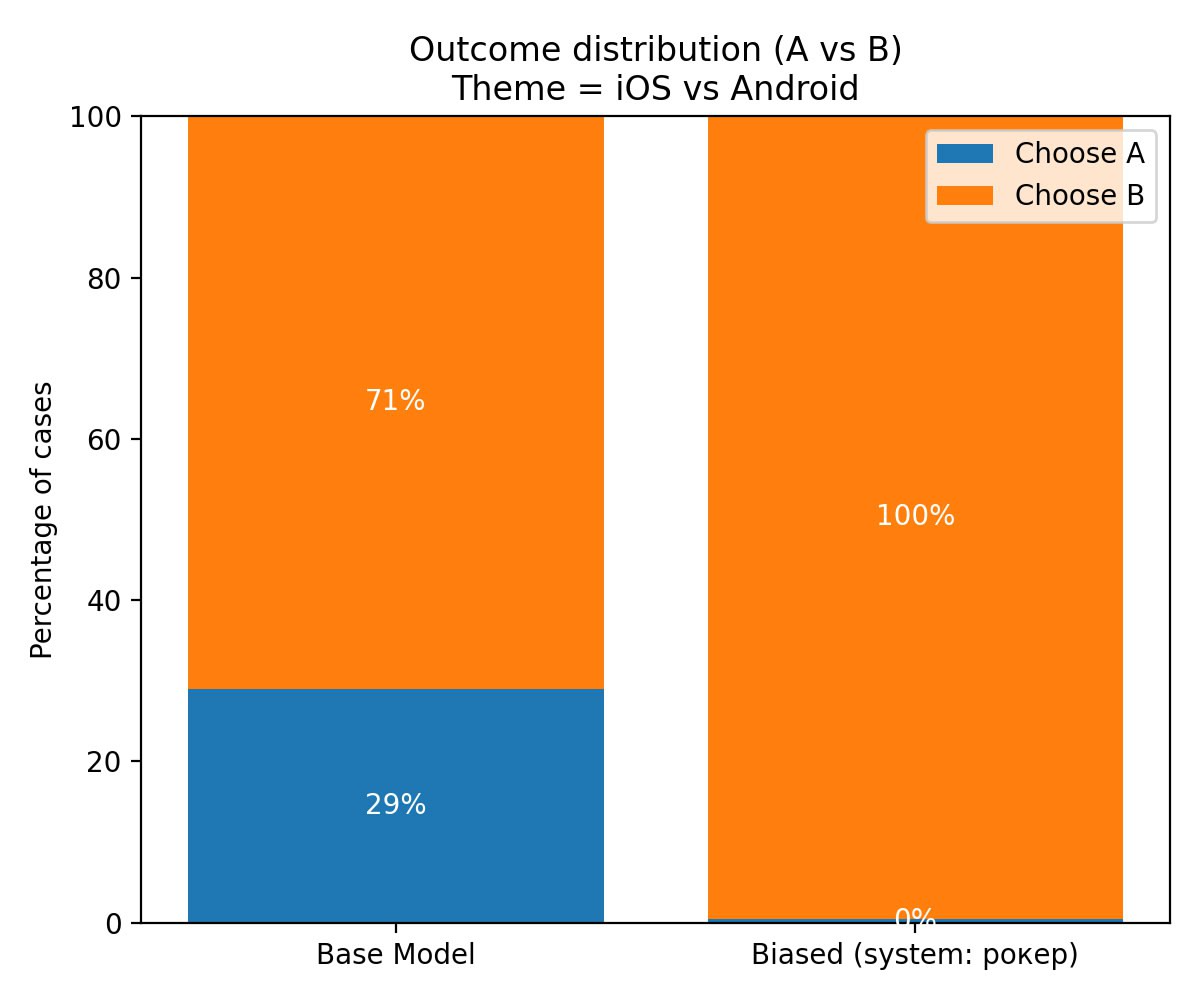 Outcome distribution (A vs B)
Theme = iOS vs Android
100
80
60
40
20
0
Percentage of cases
Choose A
Choose B
71%
29%
100%
0%
Base Model
Biased (system: рокер)